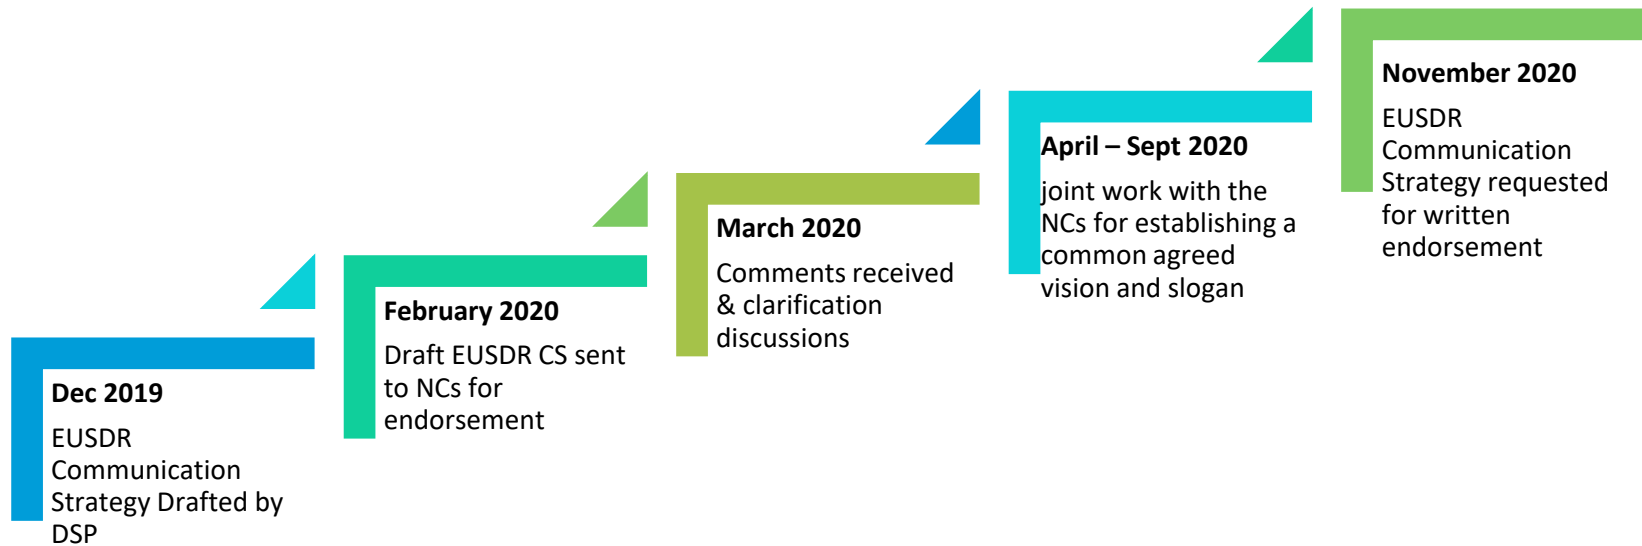 Dec 2019
EUSDR
Communication
Strategy Drafted by
DSP
February 2020
Draft EUSDR CS sent
to NCs for
endorsement
March 2020
Comments received
& clarification
discussions
April – Sept 2020
joint work with the
NCs for establishing a
common agreed
vision and slogan
November 2020
EUSDR
Communication
Strategy requested
for written
endorsement